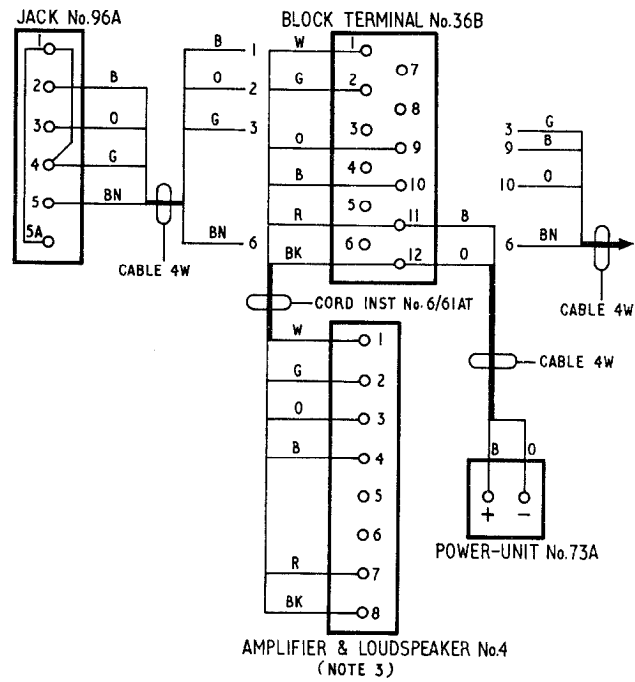 JACK No.96A
1
2
3
4
5
5A
B
O
G
BN
CABLE 4W
B
O
G
BN
1
2
3
6
BLOCK TERMINAL No.36B
W
G
O
B
R
BK
1
2
3
4
5
6
7
8
9
10
11
12
B
O
3
9
10
6
G
B
O
BN
CABLE 4W
CORD INST No. 6/61AT
W
G
O
B
R
BK
1
2
3
4
5
6
7
8
CABLE 4W
B
O
+
−
POWER-UNIT No.73A
AMPLIFIER & LOUDSPEAKER No.4
(NOTE 3)